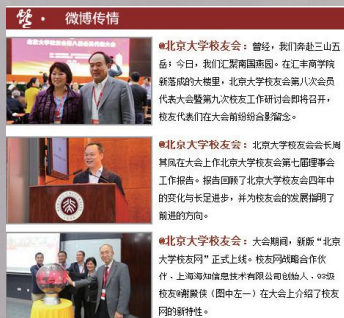 微博传情
@北京大学校友会：曾经，我们奔赴三山五
岳；今日，我们汇聚南国燕园。在汇丰商学院
新落成的大楼里，北京大学校友会第八次会员
代表大会暨第九次校友工作研讨会即将召开，
校友代表们在大会前纷纷合影留念。
@北京大学校友会：北京大学校友会会长周
其凤在大会上作北京大学校友会第七届理事会
工作报告。报告回顾了北京大学校友会四年中
的变化与长足进步，并为校友会的发展指明了
前进的方向。
@北京大学校友会：大会期间，新版“北京
大学校友网”正式上线。校友网战略合作伙
伴、上海海知信息技术有限公司创始人、03级
校友@谢殿侠（图中左一）在大会上介绍了校友
网的新特性。